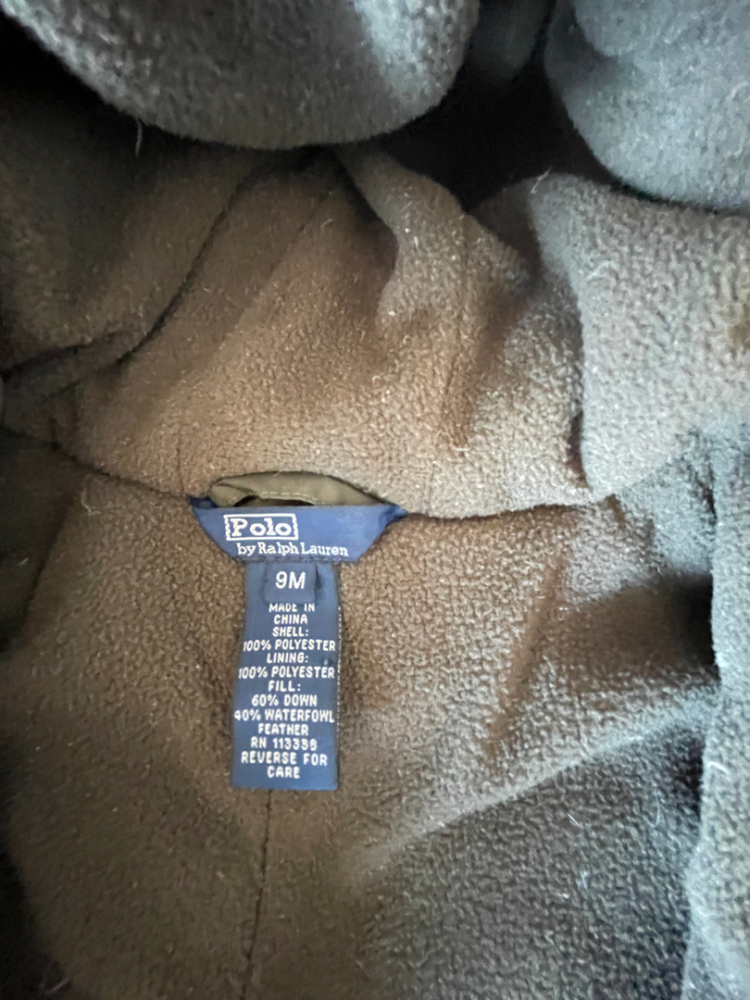 Polo
by Ralph Lauren
9M
MADE IN
CHINA
SHELL:
100% POLYESTER
LINING:
100% POLYESTER
FILL:
60% DOWN
40% WATERFOWL
FEATHER
RN 113339
REVERSE FOR
CARE